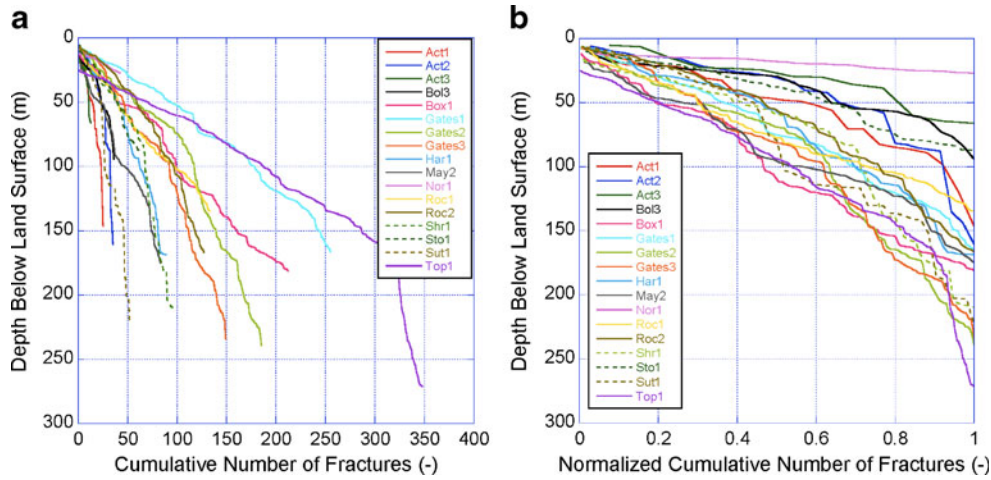 a
0
50
100
150
200
250
300
Depth Below Land Surface (m)
0 50 100 150 200 250 300 350 400
Cumulative Number of Fractures (-)
Act1
Act2
Act3
Bol3
Box1
Gates1
Gates2
Gates3
Har1
May2
Nor1
Roc1
Roc2
Shr1
Sto1
Sut1
Top1
b
0
50
100
150
200
250
300
Depth Below Land Surface (m)
0 0.2 0.4 0.6 0.8 1
Normalized Cumulative Number of Fractures (-)
Act1
Act2
Act3
Bol3
Box1
Gates1
Gates2
Gates3
Har1
May2
Nor1
Roc1
Roc2
Shr1
Sto1
Sut1
Top1